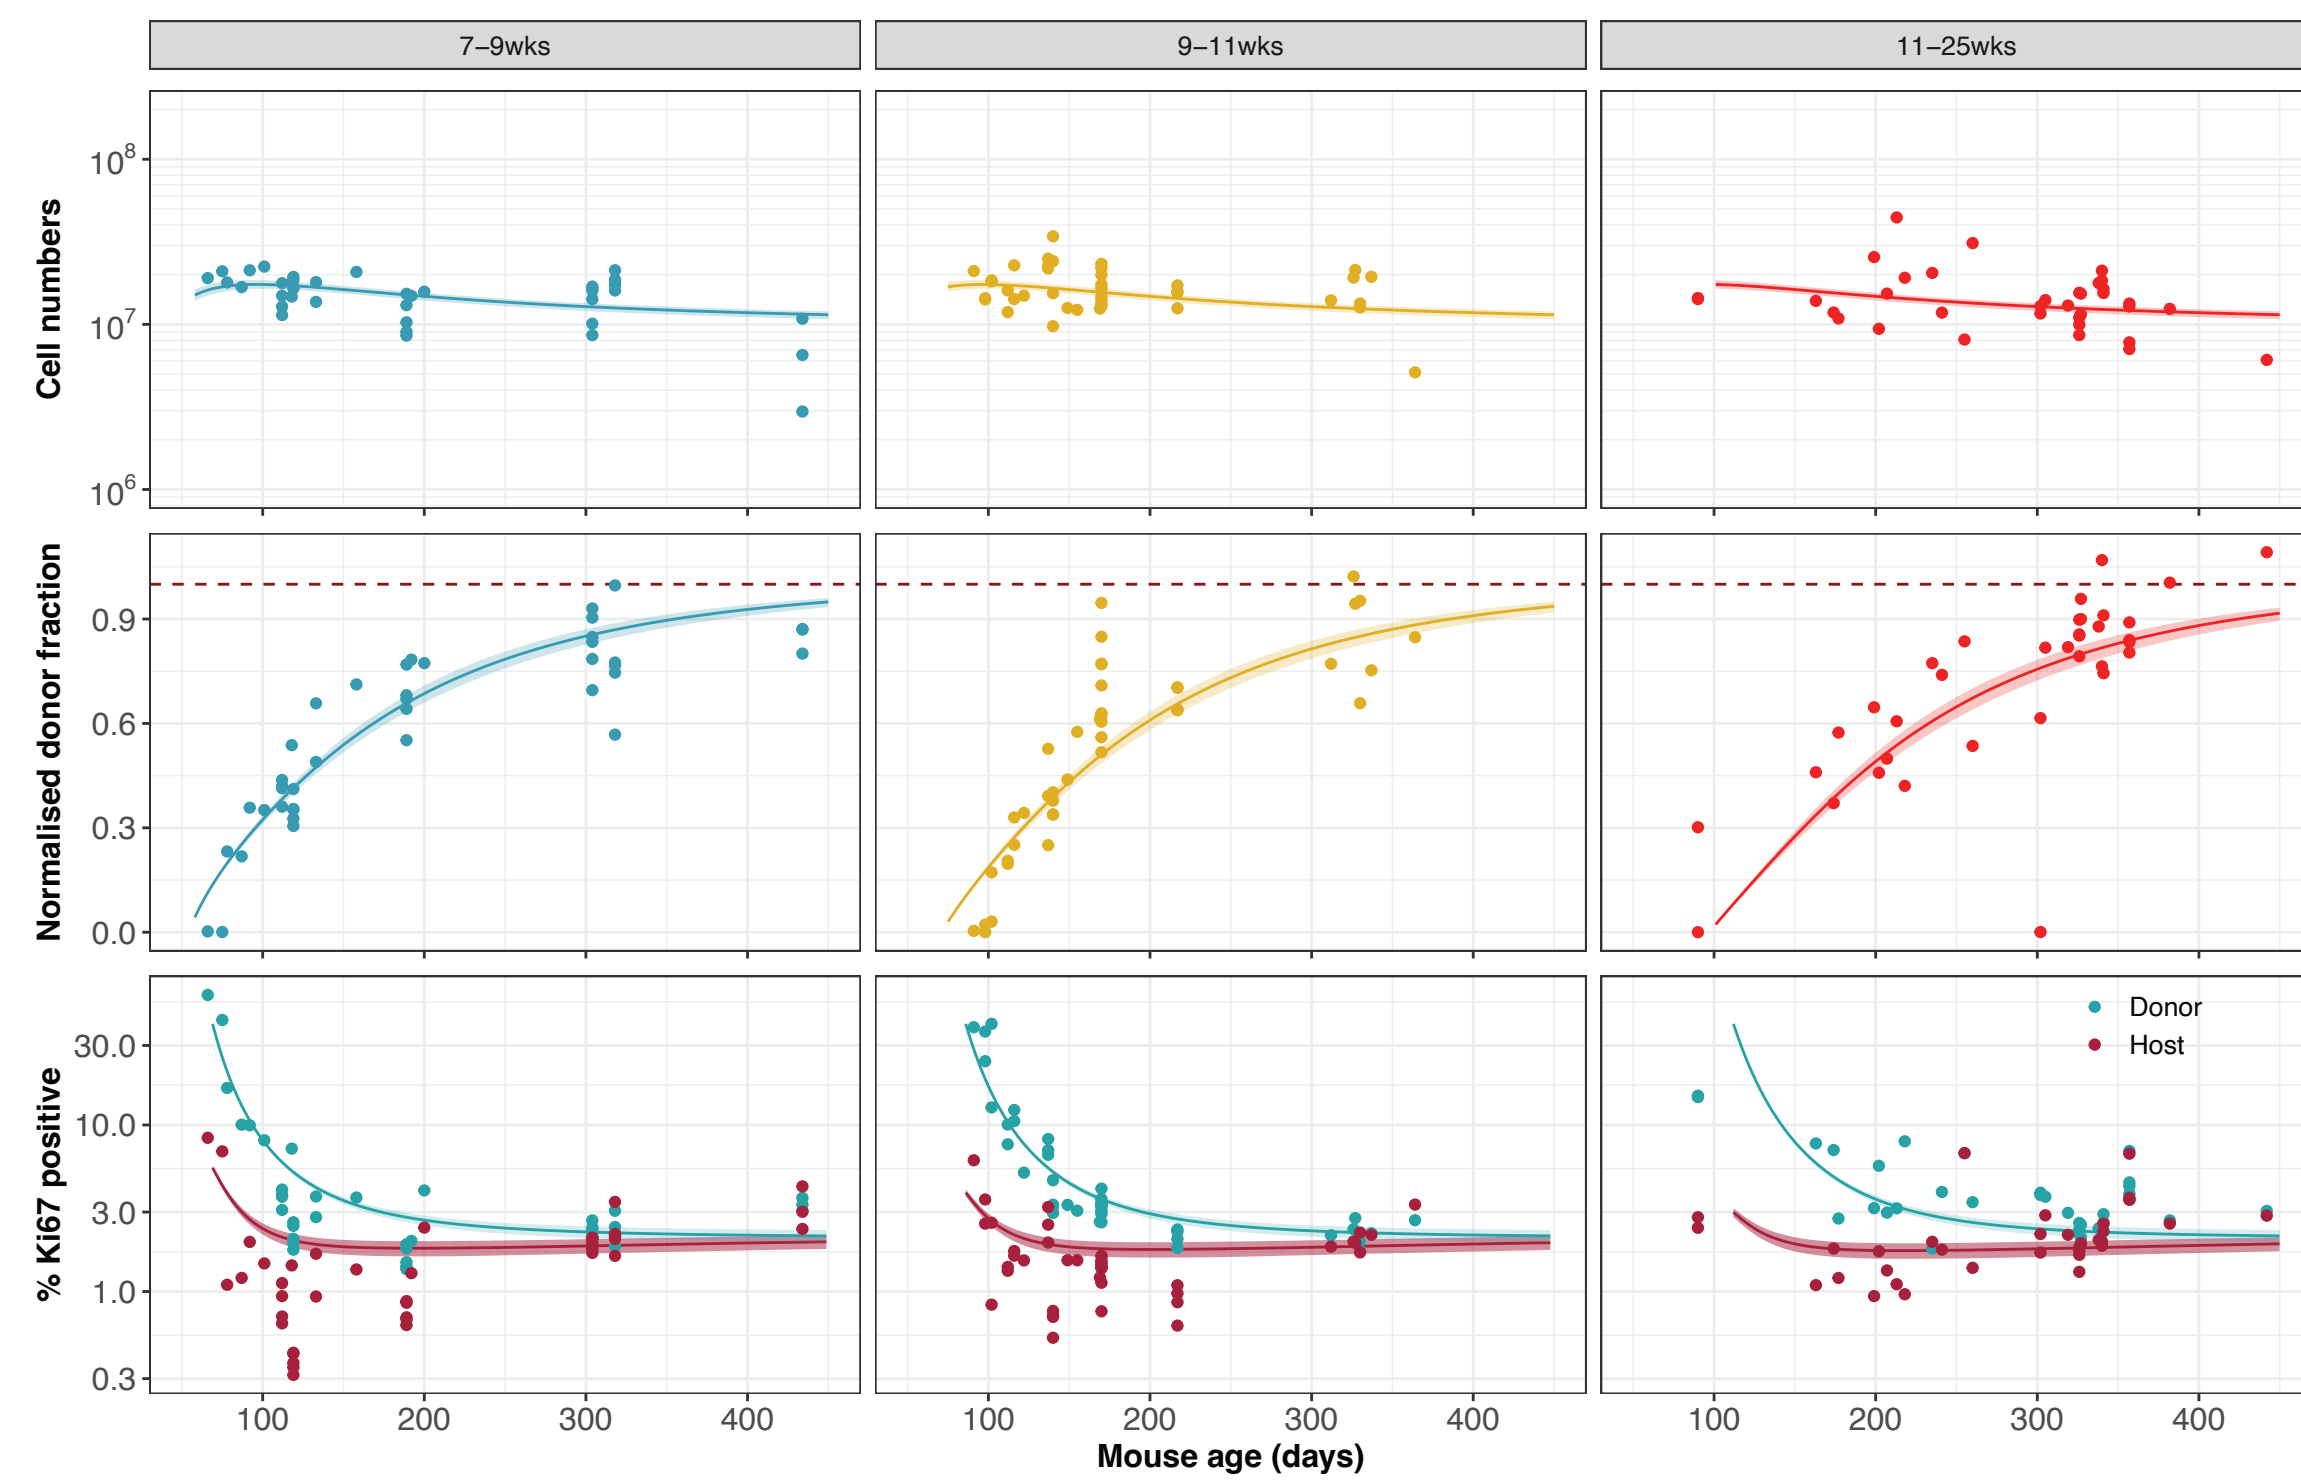 7–9wks 9–11wks 11–25wks
Cell numbers
10^8
10^7
10^6
Normalised donor fraction
0.9
0.6
0.3
0.0
% Ki67 positive
30.0
10.0
3.0
1.0
0.3
Donor
Host
100 200 300 400 100 200 300 400 100 200 300 400
Mouse age (days)